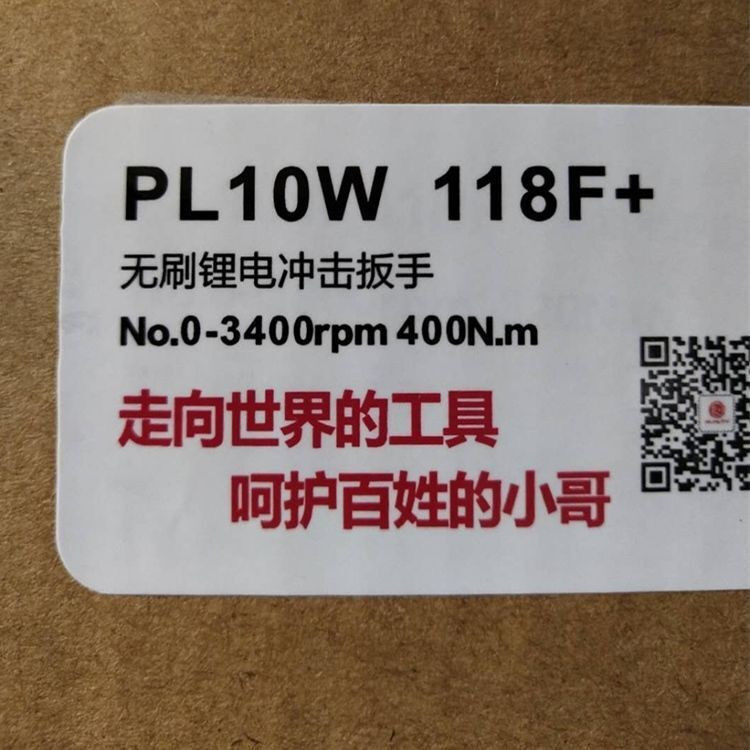 PL10W 118F+
无刷锂电冲击扳手
No.0-3400rpm 400N.m
走向世界的工具
呵护百姓的小哥